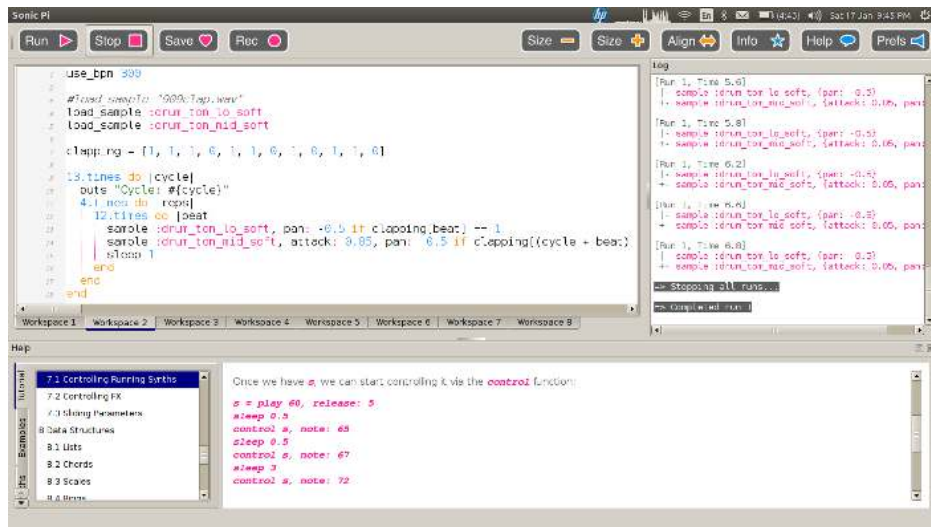 Sonic Pi
hp En (4:43) Sat 17 Jan 9:45 PM
Run Stop Save Rec Size Size Align Info Help Prefs
use_bpm 300
#load_sample "909clap.wav"
load_sample :drum_tom_lo_soft
load_sample :drum_tom_mid_soft
clapping = [1, 1, 1, 0, 1, 1, 0, 1, 0, 1, 1, 0]
13.times do |cycle|
puts "Cycle: #{cycle}"
4.times do |reps|
12.times do |beat|
sample :drum_tom_lo_soft, pan: -0.5 if clapping[beat] == 1
sample :drum_tom_mid_soft, attack: 0.05, pan: 0.5 if clapping[(cycle + beat)
sleep 1
end
end
end
Workspace 1 Workspace 2 Workspace 3 Workspace 4 Workspace 5 Workspace 6 Workspace 7 Workspace 8
Log
[Run 1, Time 5.6]
|- sample :drum_tom_lo_soft, {pan: -0.5}
+- sample :drum_tom_mid_soft, {attack: 0.05, pan:
[Run 1, Time 5.8]
|- sample :drum_tom_lo_soft, {pan: -0.5}
+- sample :drum_tom_mid_soft, {attack: 0.05, pan:
[Run 1, Time 6.2]
|- sample :drum_tom_lo_soft, {pan: -0.5}
+- sample :drum_tom_mid_soft, {attack: 0.05, pan:
[Run 1, Time 6.6]
|- sample :drum_tom_lo_soft, {pan: -0.5}
+- sample :drum_tom_mid_soft, {attack: 0.05, pan:
[Run 1, Time 6.8]
|- sample :drum_tom_lo_soft, {pan: -0.5}
+- sample :drum_tom_mid_soft, {attack: 0.05, pan:
=> Stopping all runs...
=> Completed run 1
Help
Tutorial
Examples
7.1 Controlling Running Synths
7.2 Controlling FX
7.3 Sliding Parameters
8 Data Structures
8.1 Lists
8.2 Chords
8.3 Scales
8.4 Rings
Once we have s, we can start controlling it via the control function:
s = play 60, release: 5
sleep 0.5
control s, note: 65
sleep 0.5
control s, note: 67
sleep 3
control s, note: 72